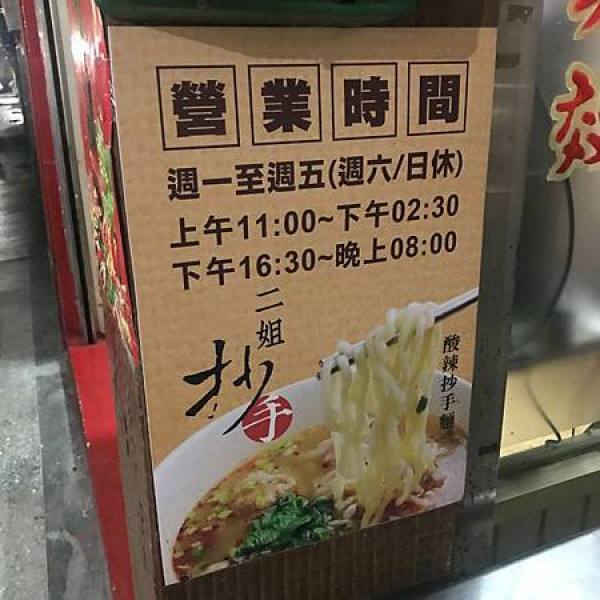 營業時間
週一至週五(週六/日休)
上午11:00~下午02:30
下午16:30~晚上08:00
二姐
抄手
酸辣抄手麵